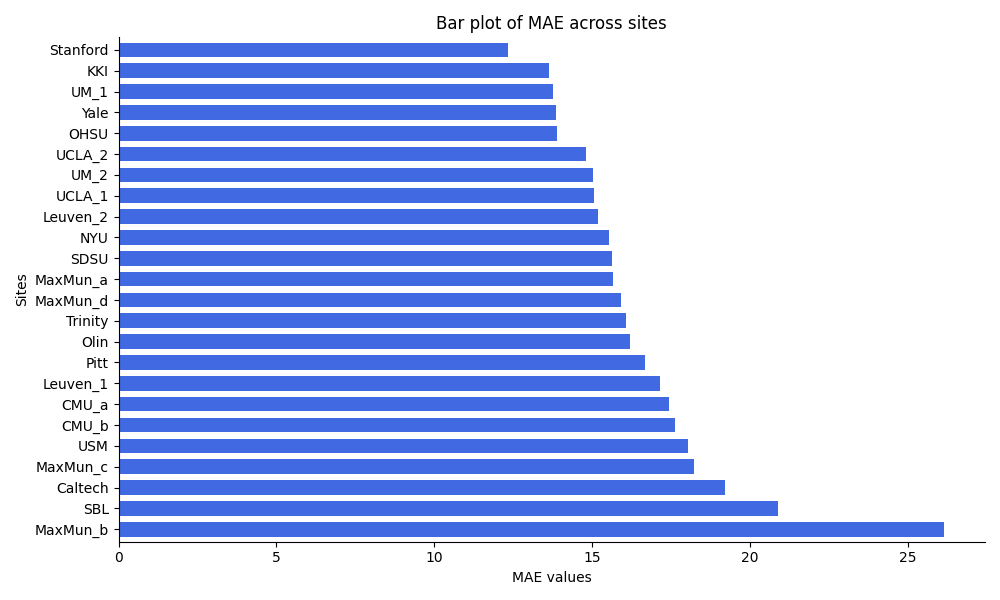 Bar plot of MAE across sites
Sites
Stanford
KKI
UM_1
Yale
OHSU
UCLA_2
UM_2
UCLA_1
Leuven_2
NYU
SDSU
MaxMun_a
MaxMun_d
Trinity
Olin
Pitt
Leuven_1
CMU_a
CMU_b
USM
MaxMun_c
Caltech
SBL
MaxMun_b
0 5 10 15 20 25
MAE values